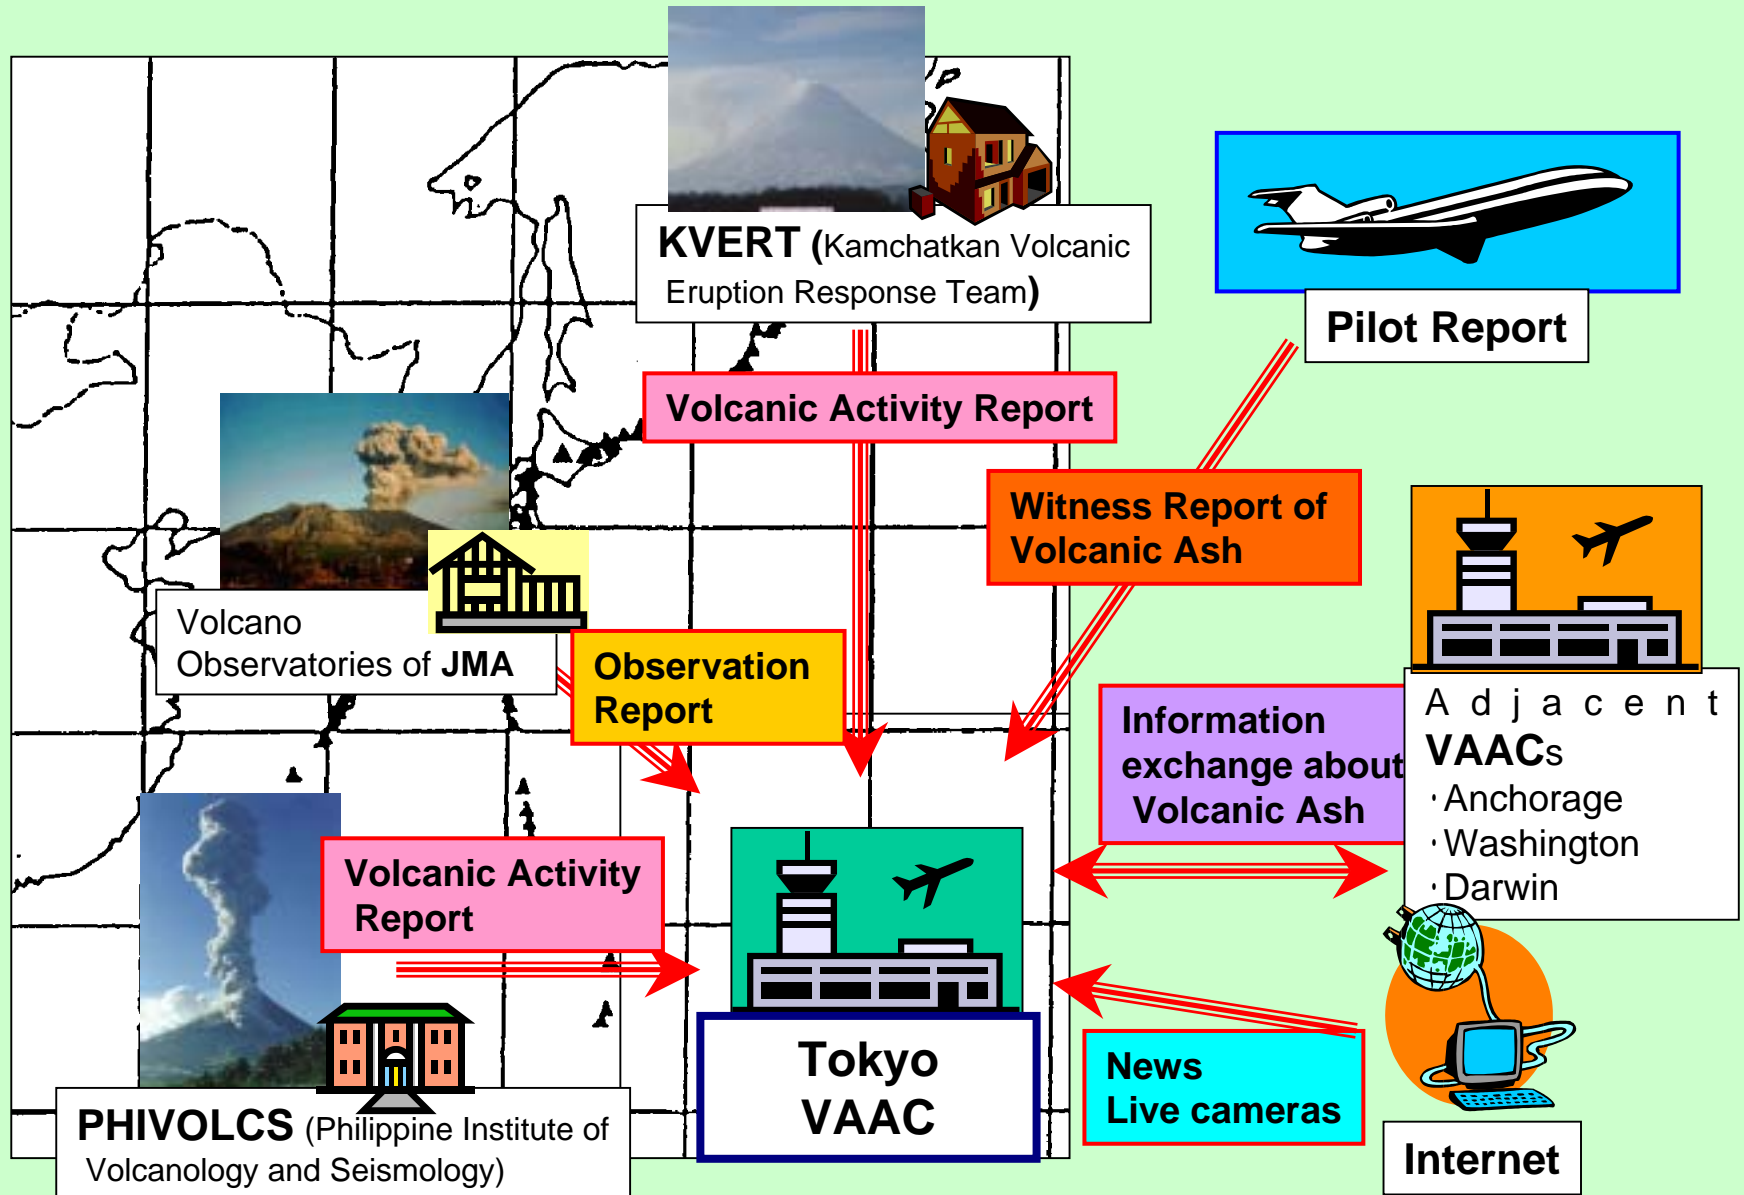 KVERT (Kamchatkan Volcanic
Eruption Response Team)
Pilot Report
Volcanic Activity Report
Witness Report of
Volcanic Ash
Volcano
Observatories of JMA
Observation
Report
Information
exchange about
Volcanic Ash
Adjacent
VAACs
·Anchorage
·Washington
·Darwin
Volcanic Activity
Report
Tokyo
VAAC
News
Live cameras
Internet
PHIVOLCS (Philippine Institute of
Volcanology and Seismology)